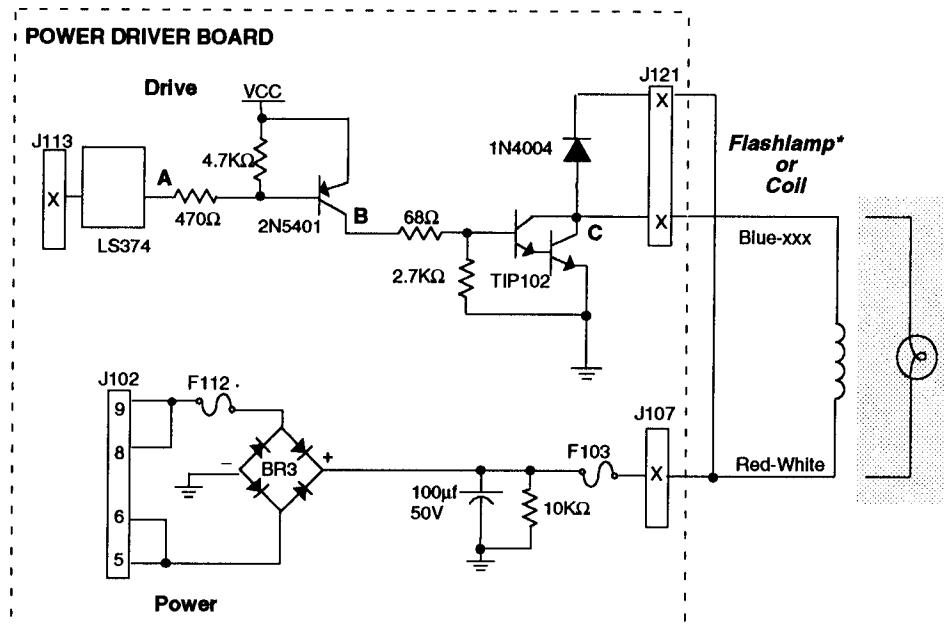 POWER DRIVER BOARD
Drive
VCC
J121
J113
X
4.7KΩ
1N4004
Flashlamp*
or
Coil
X
A
470Ω
2N5401
B
68Ω
C
X
Blue-xxx
LS374
2.7KΩ
TIP102
J102
F112
9
8
BR3
–
+
F103
J107
X
Red-White
100µf
50V
10KΩ
6
5
Power